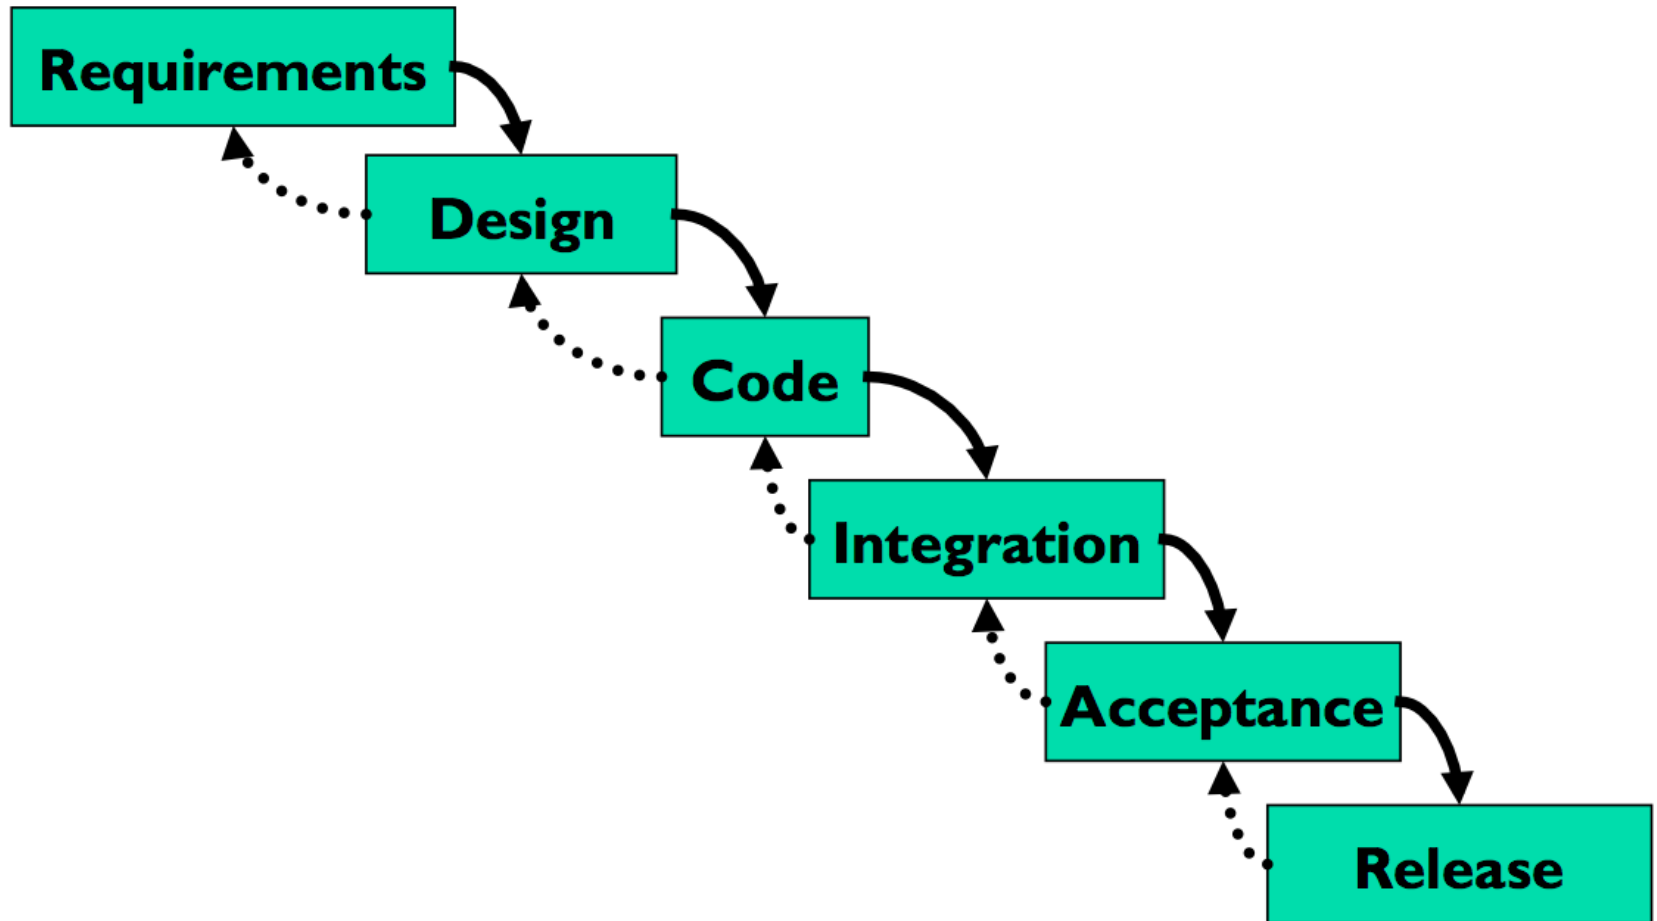 Requirements
Design
Code
Integration
Acceptance
Release